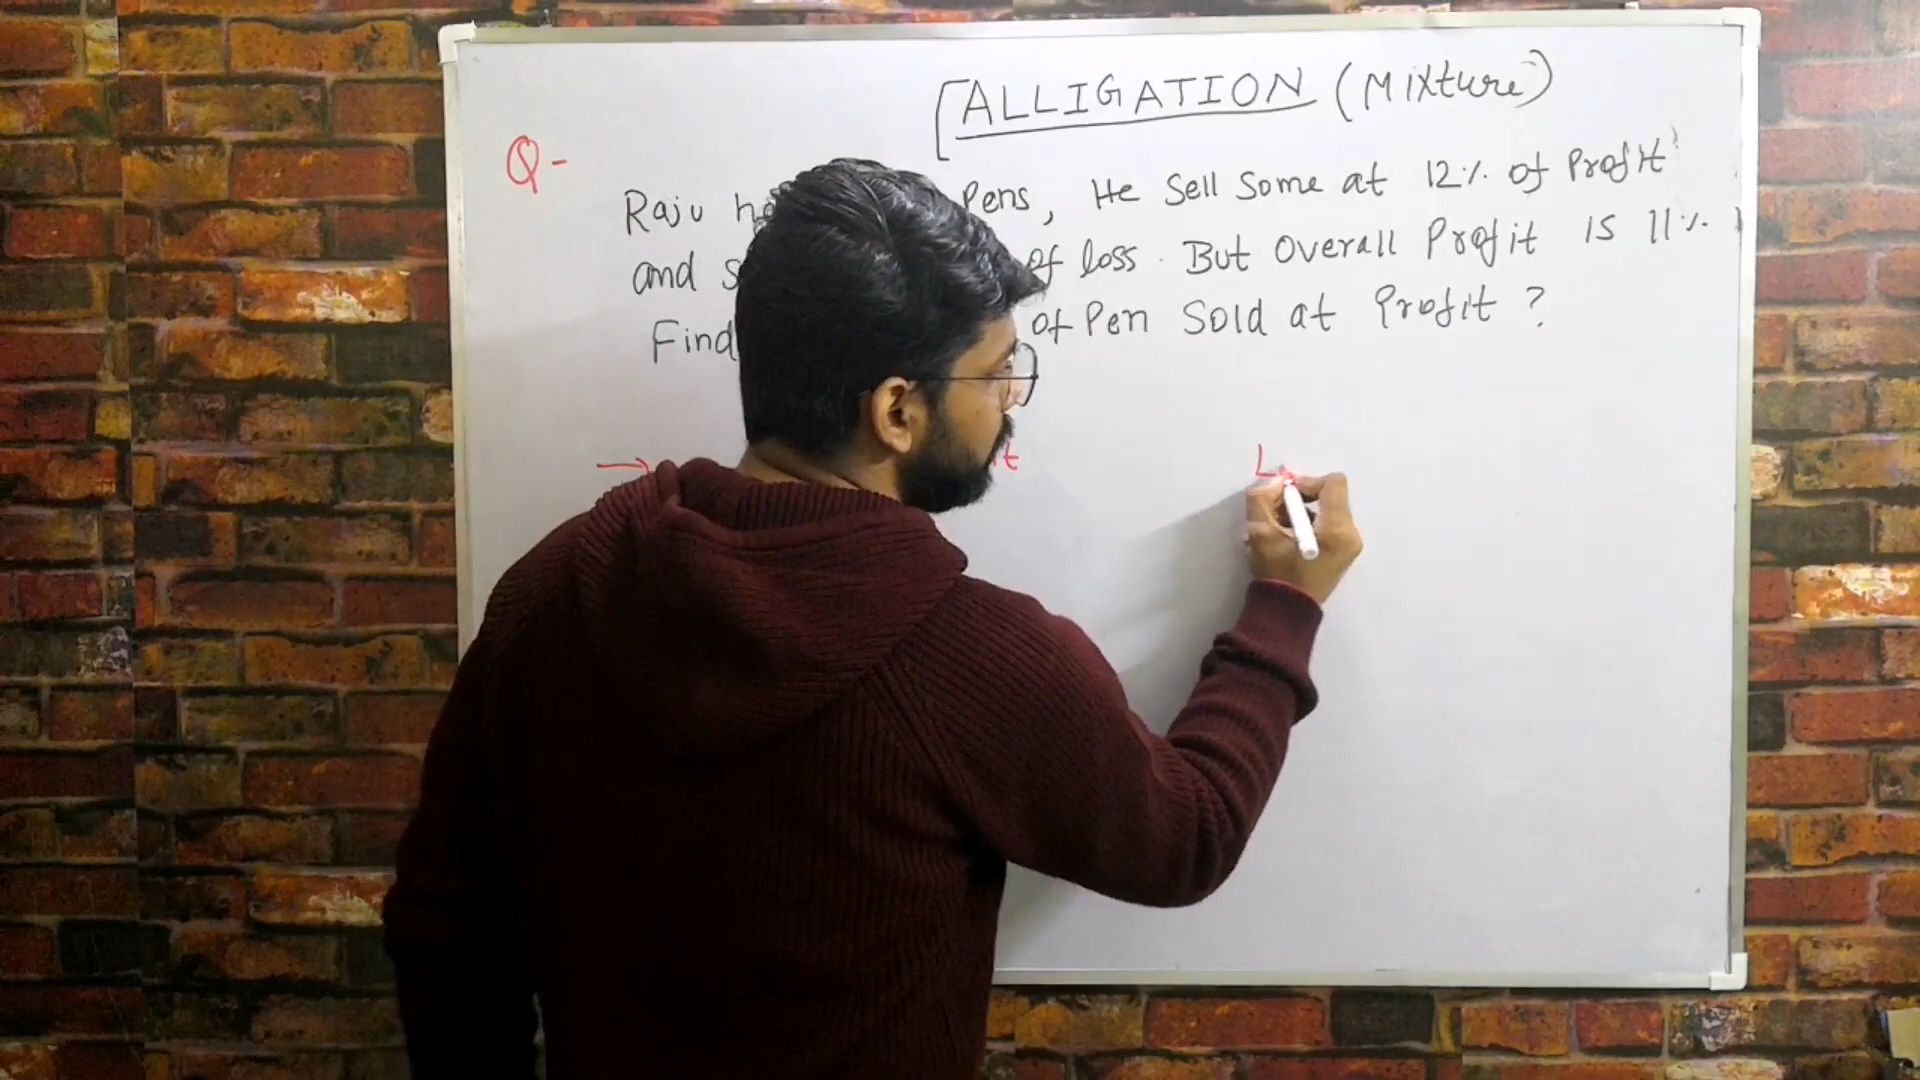 [ALLIGATION (Mixture)
Q-
Raju Pens, He Sell Some at 12% of Profit
and of loss. But Overall Profit is 11%
Find of Pen Sold at Profit ?
→
L